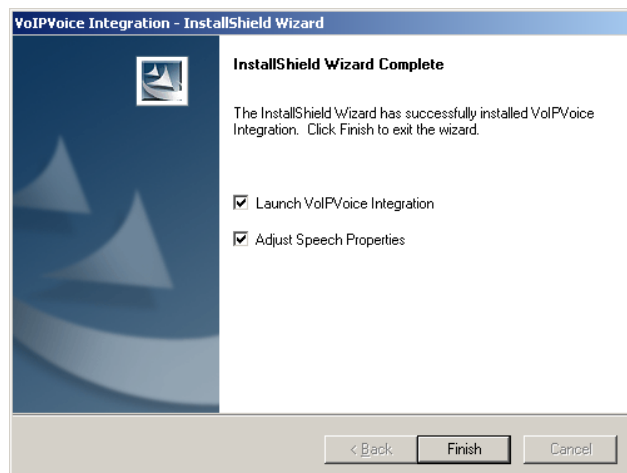 VoIPVoice Integration - InstallShield Wizard
InstallShield Wizard Complete
The InstallShield Wizard has successfully installed VoIPVoice
Integration. Click Finish to exit the wizard.
Launch VoIPVoice Integration
Adjust Speech Properties
< Back
Finish
Cancel